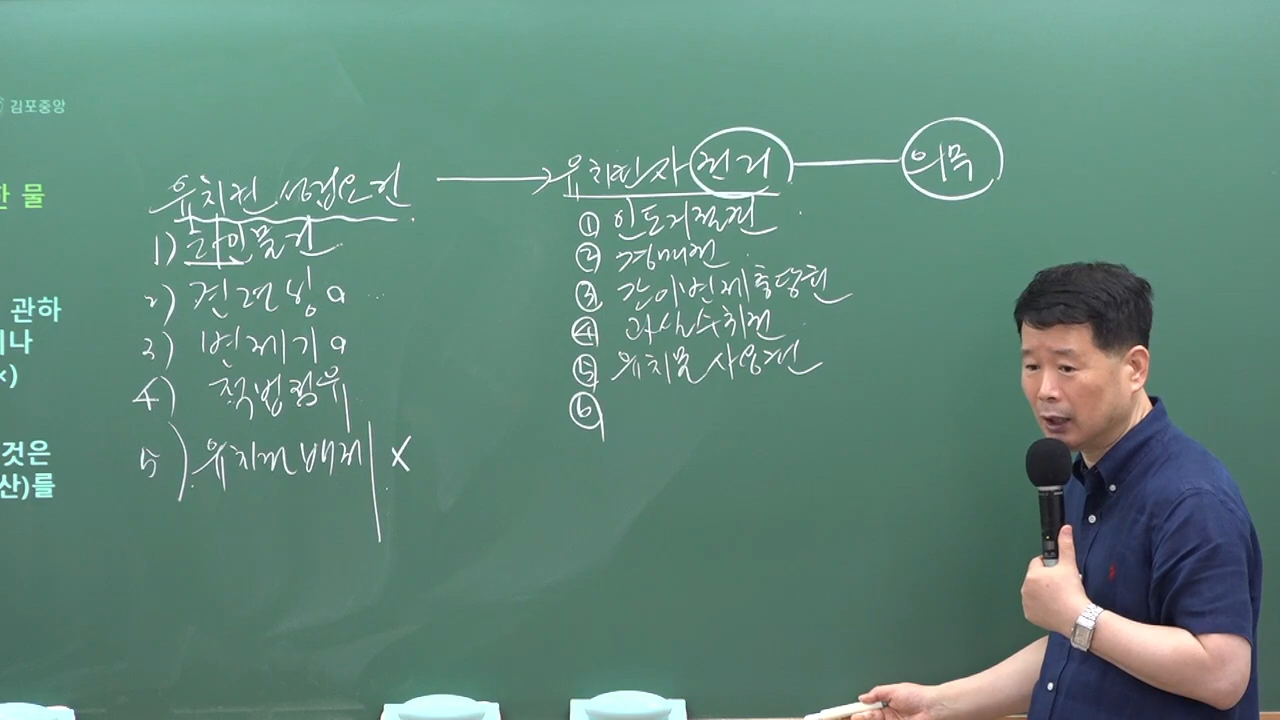 김포중앙
한 물
관하
이나
(×)
것은
산)를
유치권 성립요건
1) 타인물건
2) 견련성 ㅇ
3) 변제기 ㅇ
4) 적법점유
5) 유치권배제 X
유치권자 권리
① 인도거절권
② 경매권
③ 간이변제충당권
④ 과실수취권
⑤ 유치물사용권
⑥
의무